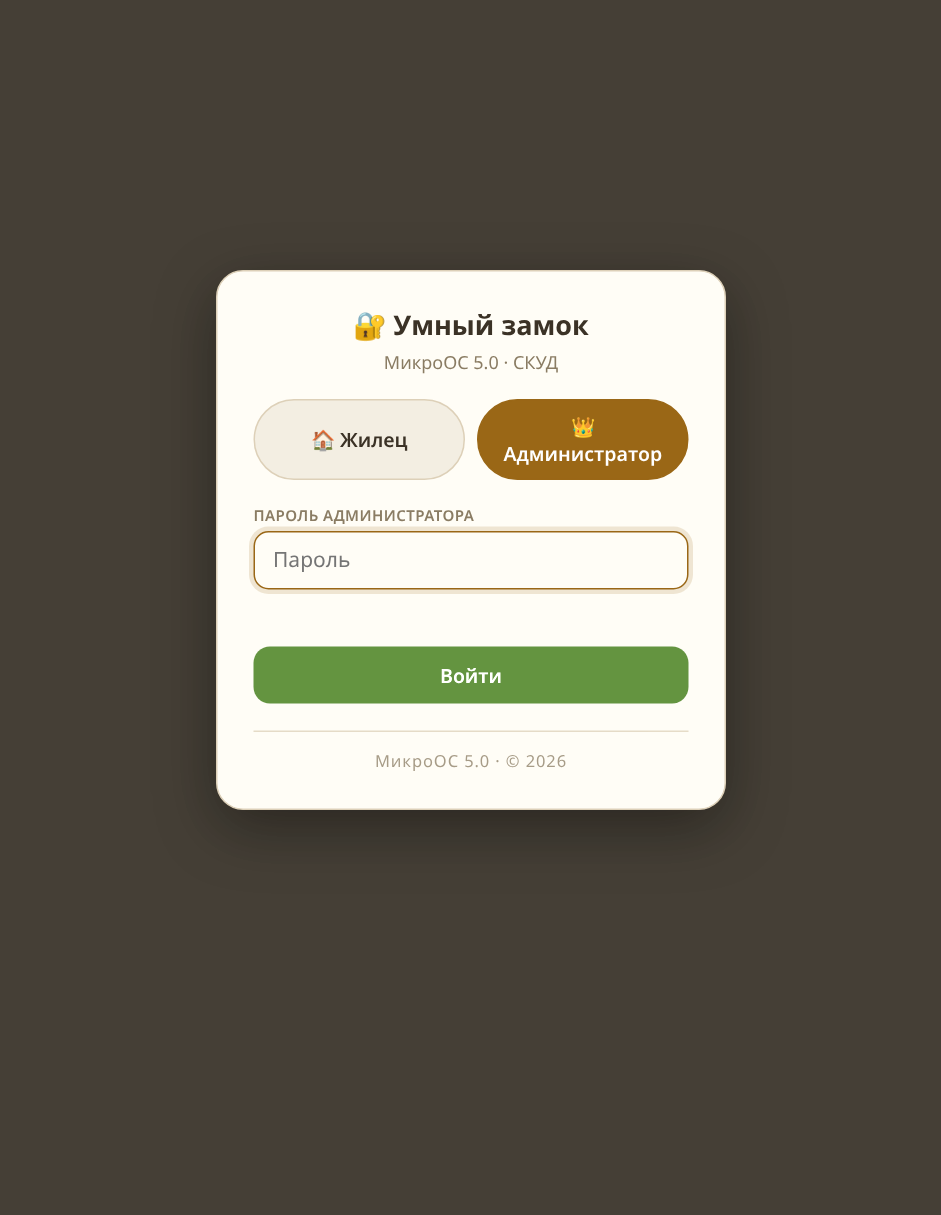 🔐 Умный замок
МикроОС 5.0 · СКУД
🏠 Жилец
👑
Администратор
ПАРОЛЬ АДМИНИСТРАТОРА
Пароль
Войти
МикроОС 5.0 · © 2026